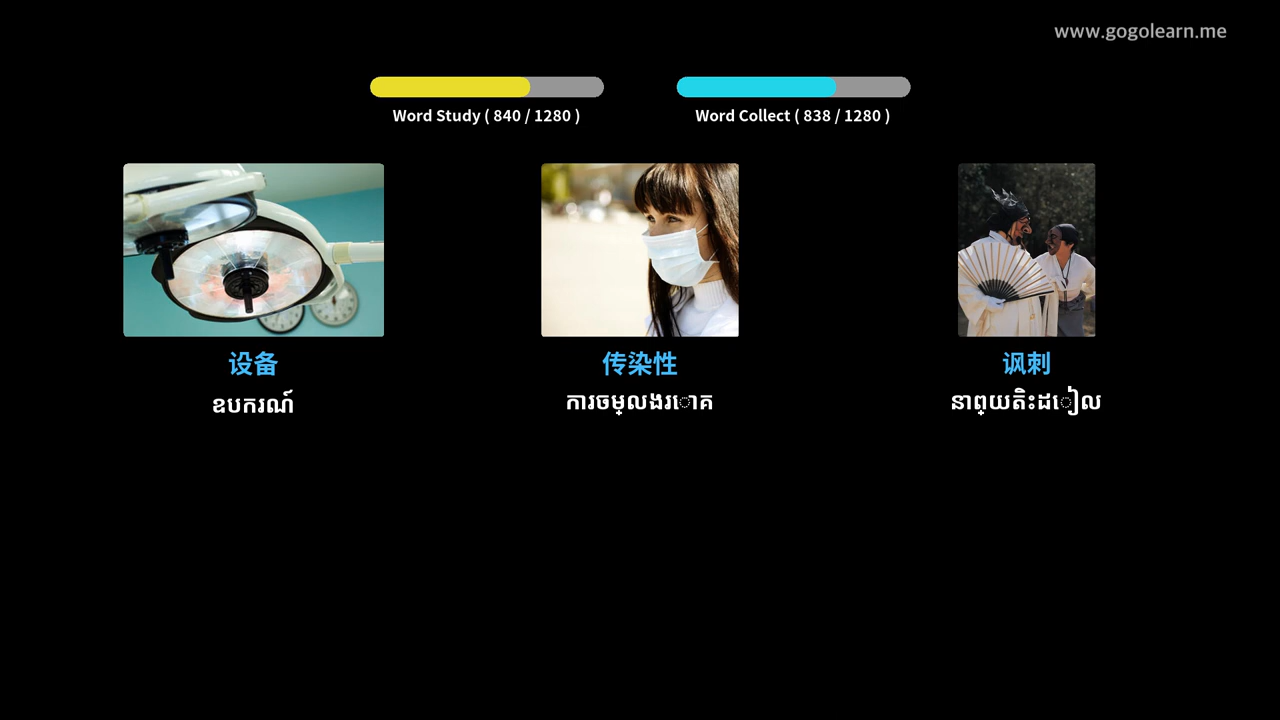 www.gogolearn.me
Word Study ( 840 / 1280 )
Word Collect ( 838 / 1280 )
设备
传染性
讽刺
ឧបករណ៍
ការចម្លងរោគ
នាព្យតិះដៀល